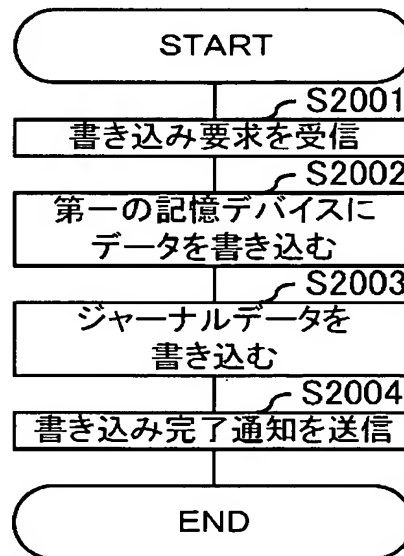 START
S2001
書き込み要求を受信
S2002
第一の記憶デバイスに
データを書き込む
S2003
ジャーナルデータを
書き込む
S2004
書き込み完了通知を送信
END